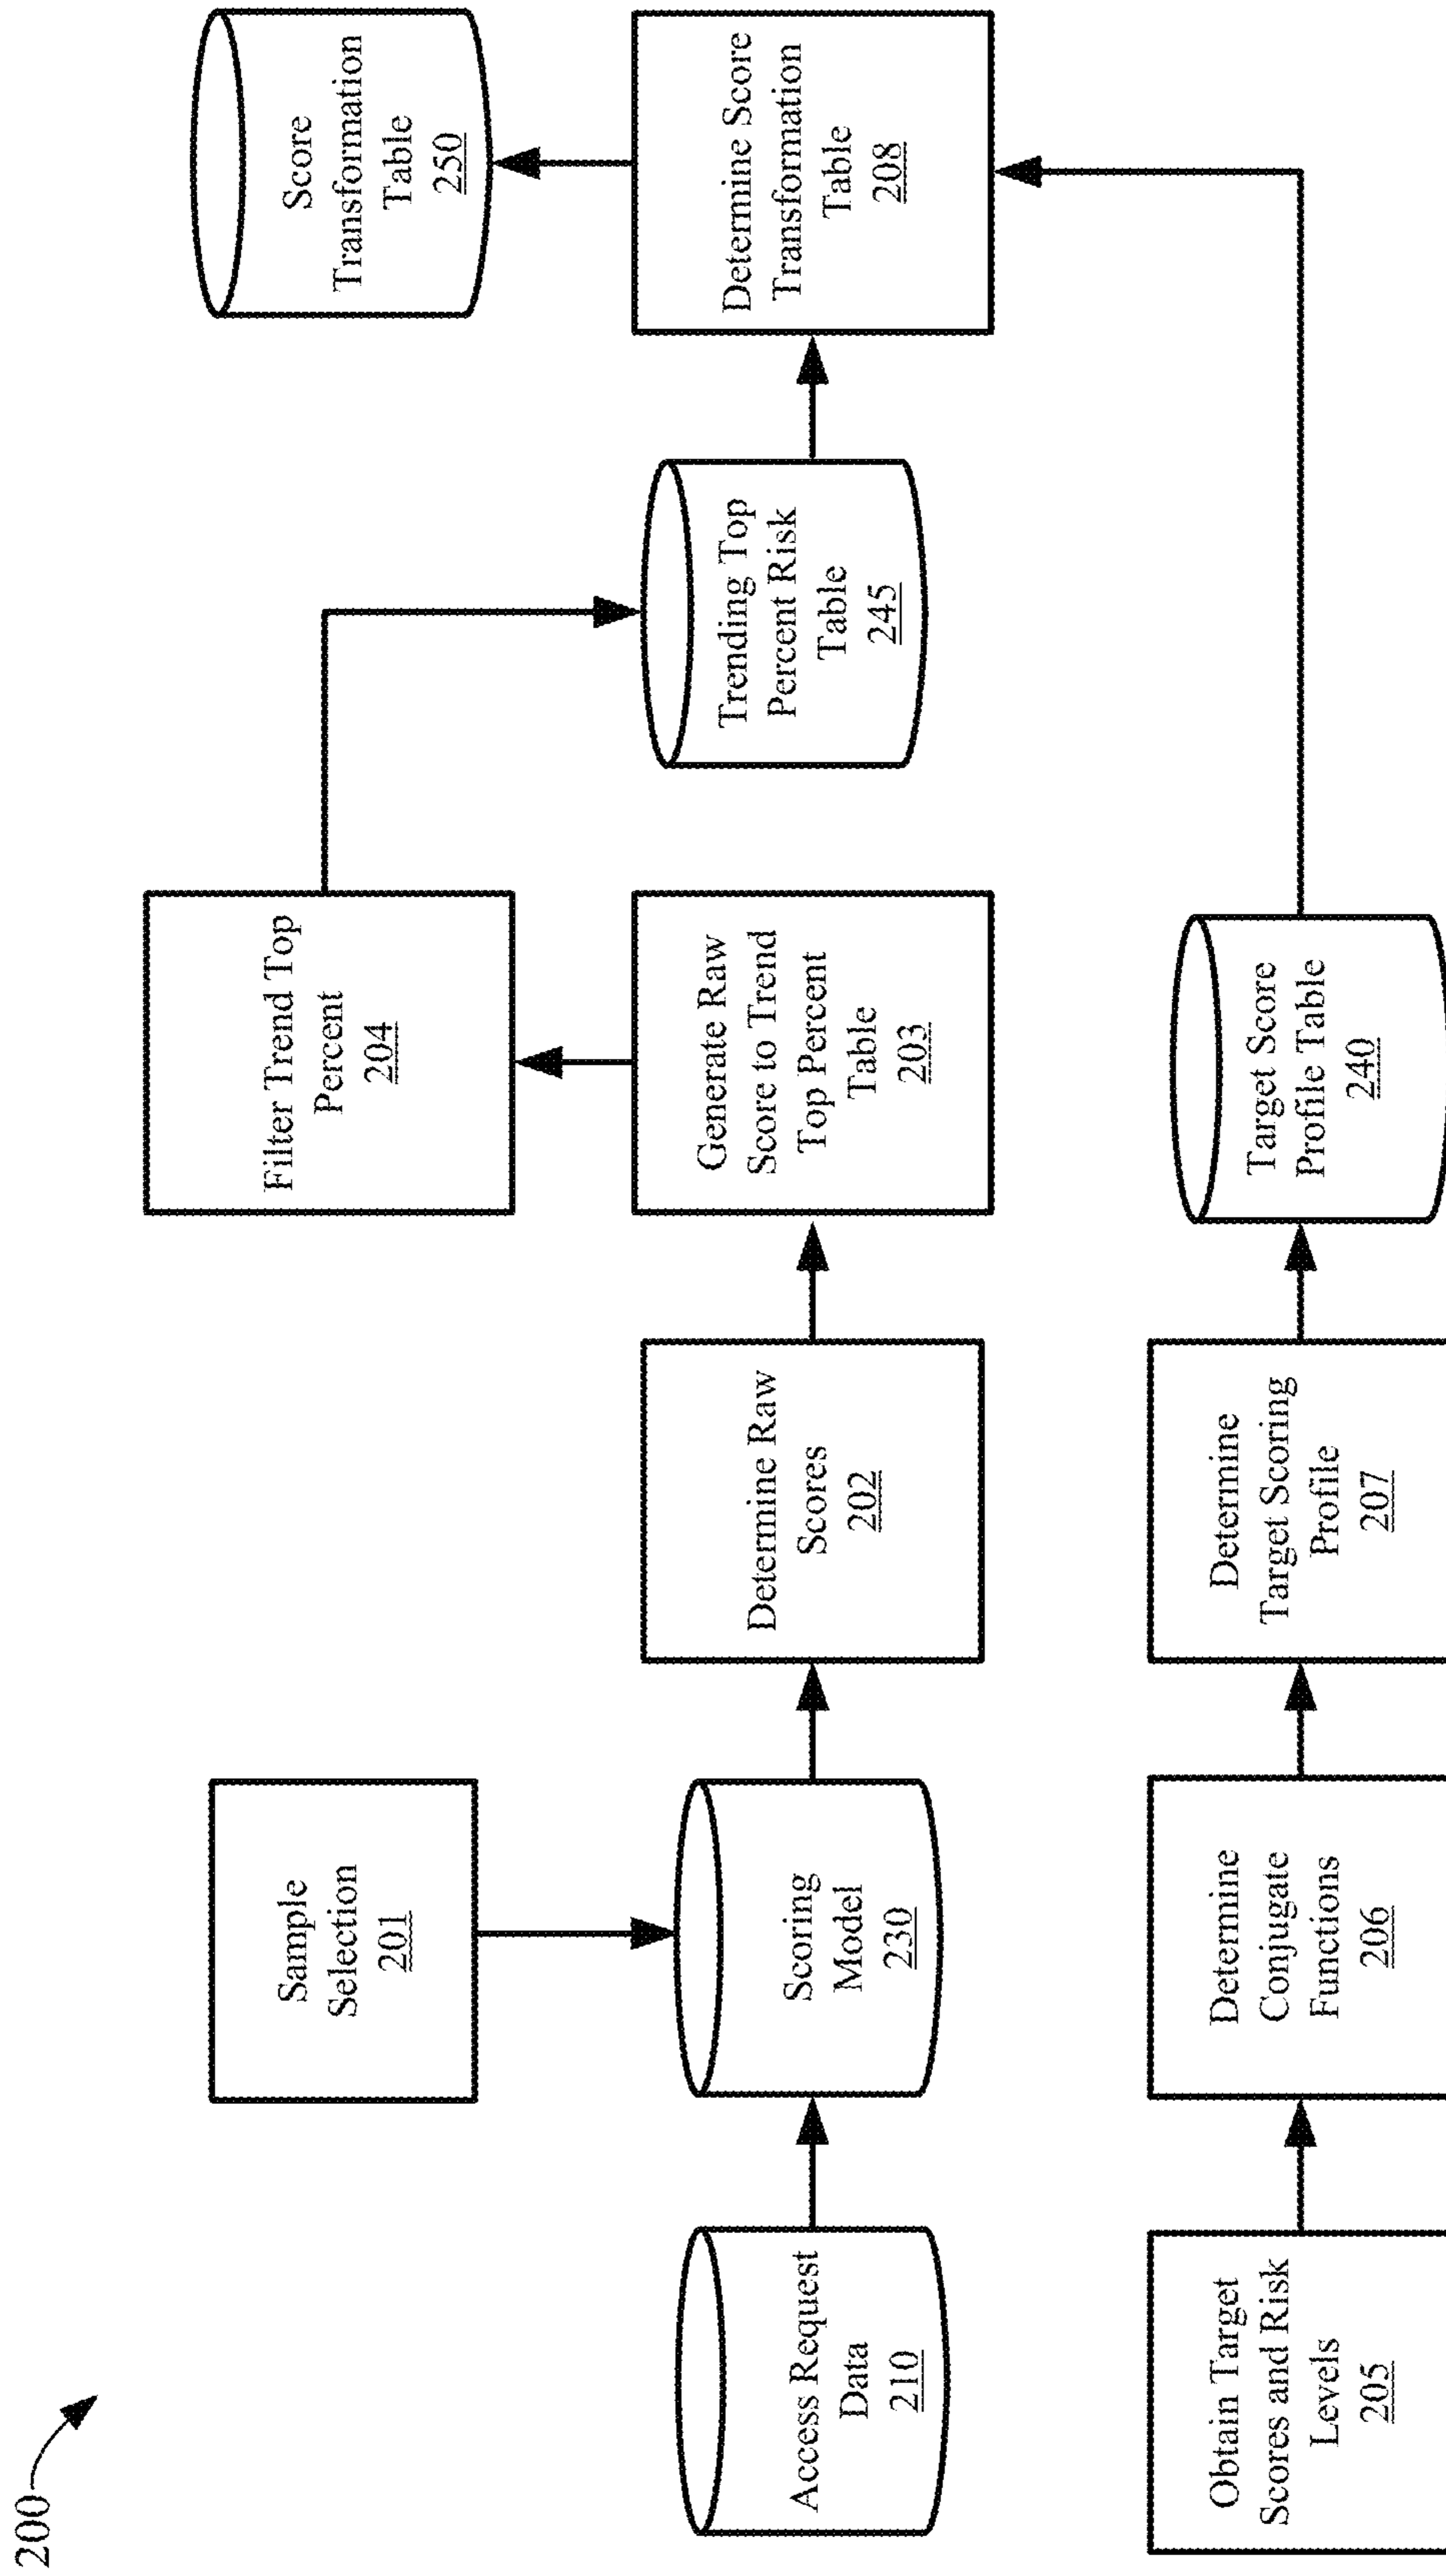 200
Sample
Selection
201
Filter Trend Top
Percent
204
Score
Transformation
Table
250
Access Request
Data
210
Scoring
Model
230
Determine Raw
Scores
202
Generate Raw
Score to Trend
Top Percent
Table
203
Trending Top
Percent Risk
Table
245
Determine Score
Transformation
Table
208
Obtain Target
Scores and Risk
Levels
205
Determine
Conjugate
Functions
206
Determine
Target Scoring
Profile
207
Target Score
Profile Table
240